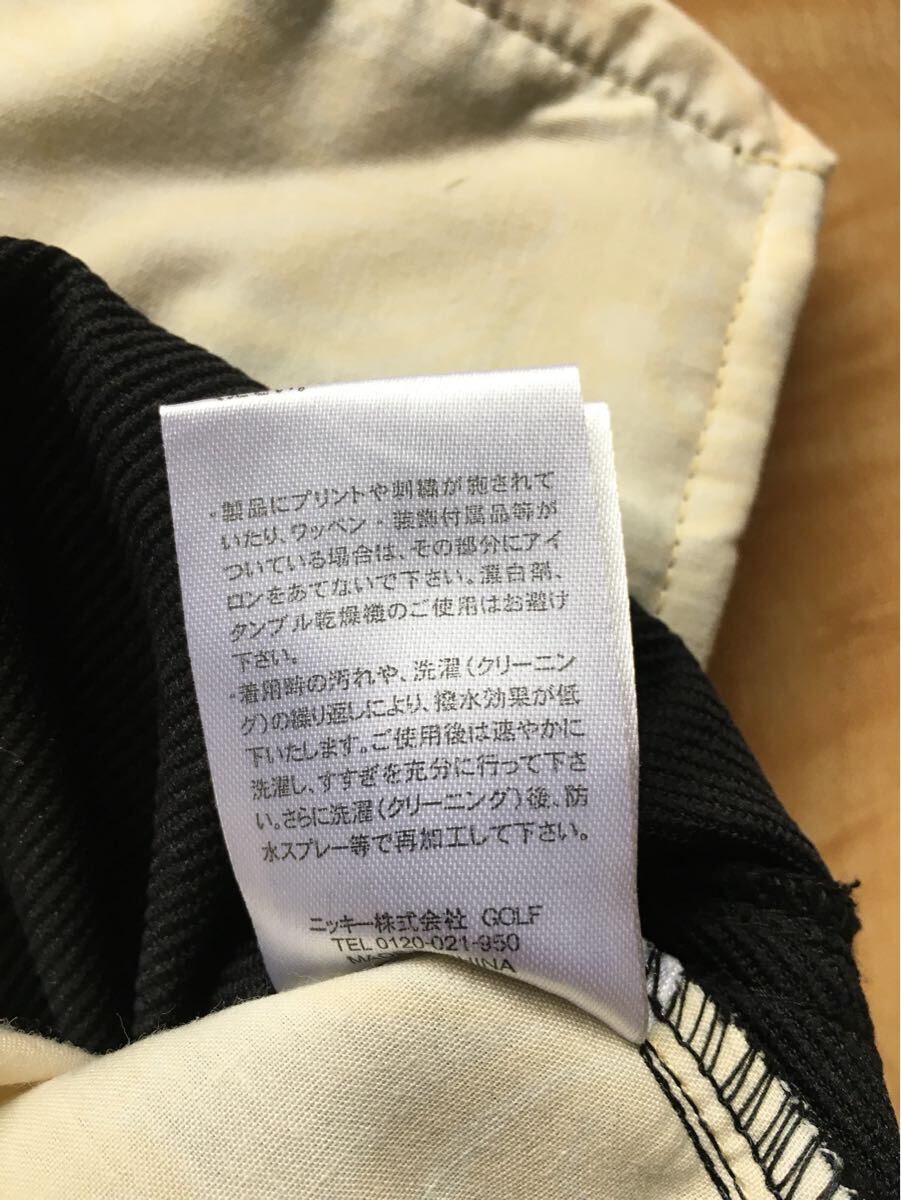 ・製品にプリントや刺繍が施されて
いたり、ワッペン・装飾付属品等が
ついている場合は、その部分にアイ
ロンをあてないで下さい。漂白剤、
タンブル乾燥機のご使用はお避け
下さい。
・着用時の汚れや、洗濯(クリーニン
グ)の繰り返しにより、撥水効果が低
下いたします。ご使用後は速やかに
洗濯し、すすぎを充分に行って下さ
い。さらに洗濯(クリーニング)後、防
水スプレー等で再加工して下さい。
ニッキー株式会社 GOLF
TEL 0120-021-950